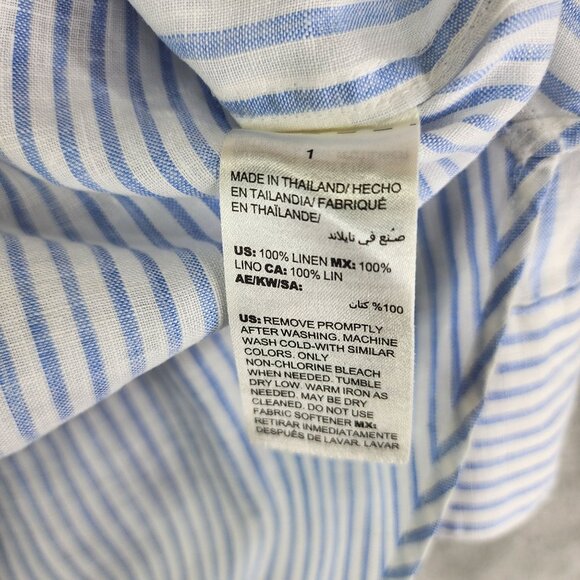 1
MADE IN THAILAND/ HECHO
EN TAILANDIA/ FABRIQUÉ
EN THAÏLANDE/
صنع في تايلاند
US: 100% LINEN MX: 100%
LINO CA: 100% LIN
AE/KW/SA:
100% كتان
US: REMOVE PROMPTLY
AFTER WASHING. MACHINE
WASH COLD-WITH SIMILAR
COLORS. ONLY
NON-CHLORINE BLEACH
WHEN NEEDED. TUMBLE
DRY LOW. WARM IRON AS
NEEDED. MAY BE DRY
CLEANED. DO NOT USE
FABRIC SOFTENER MX:
RETIRAR INMEDIATAMENTE
DESPUÉS DE LAVAR. LAVAR